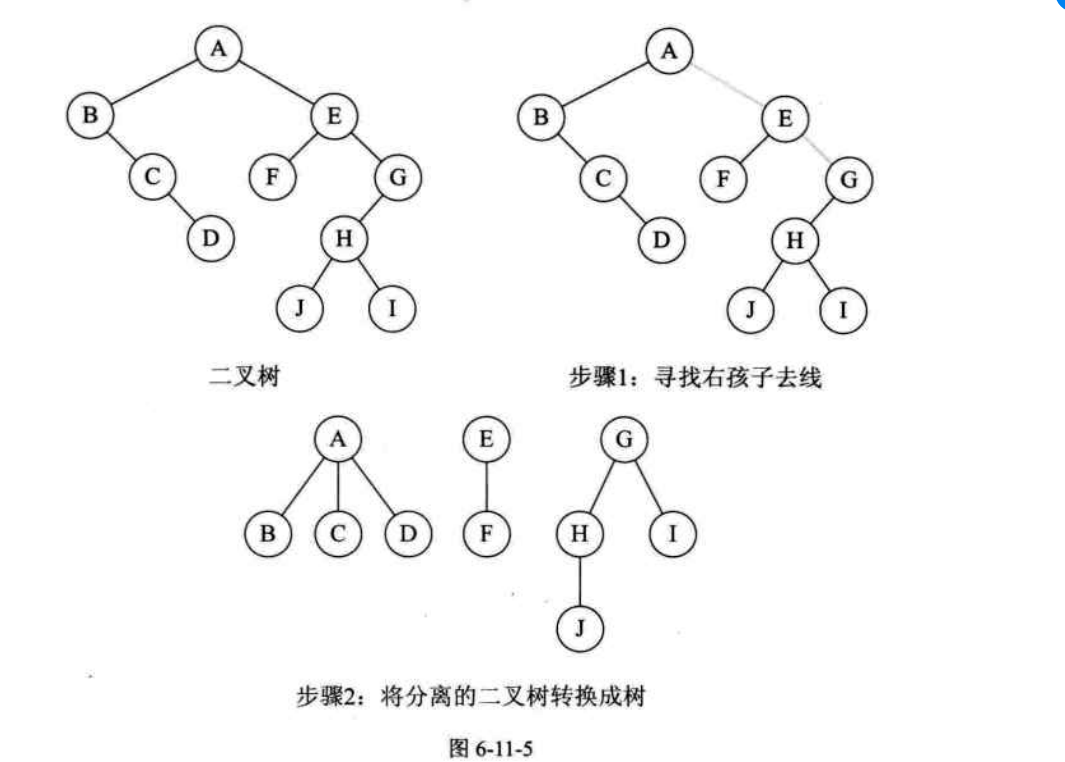 A A
B E B E
C F G C F G
D H D H
J I J I
二叉树 步骤1：寻找右孩子去线
A E G
B C D F H I
J
步骤2：将分离的二叉树转换成树
图 6-11-5